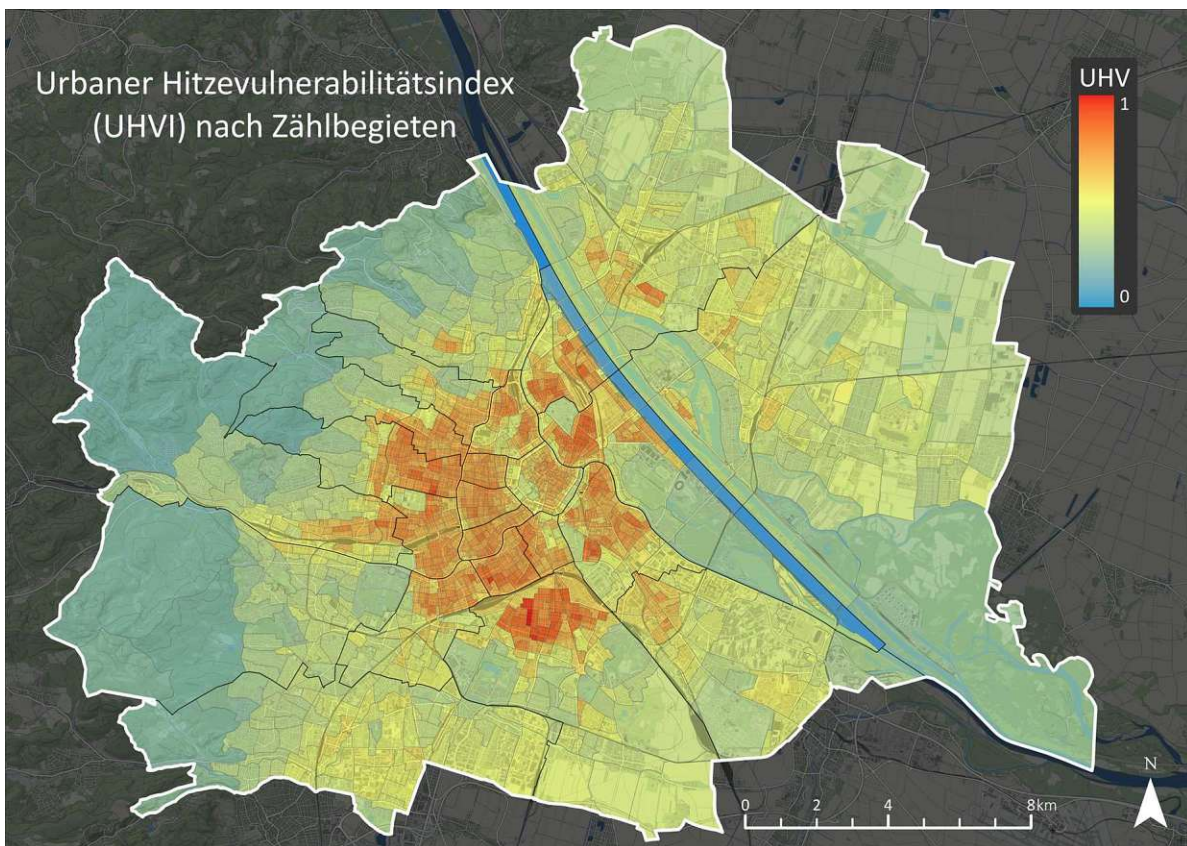 Urbaner Hitzevulnerabilitätsindex
(UHVI) nach Zählbegieten
UHV
1
0
N
0 2 4 8km